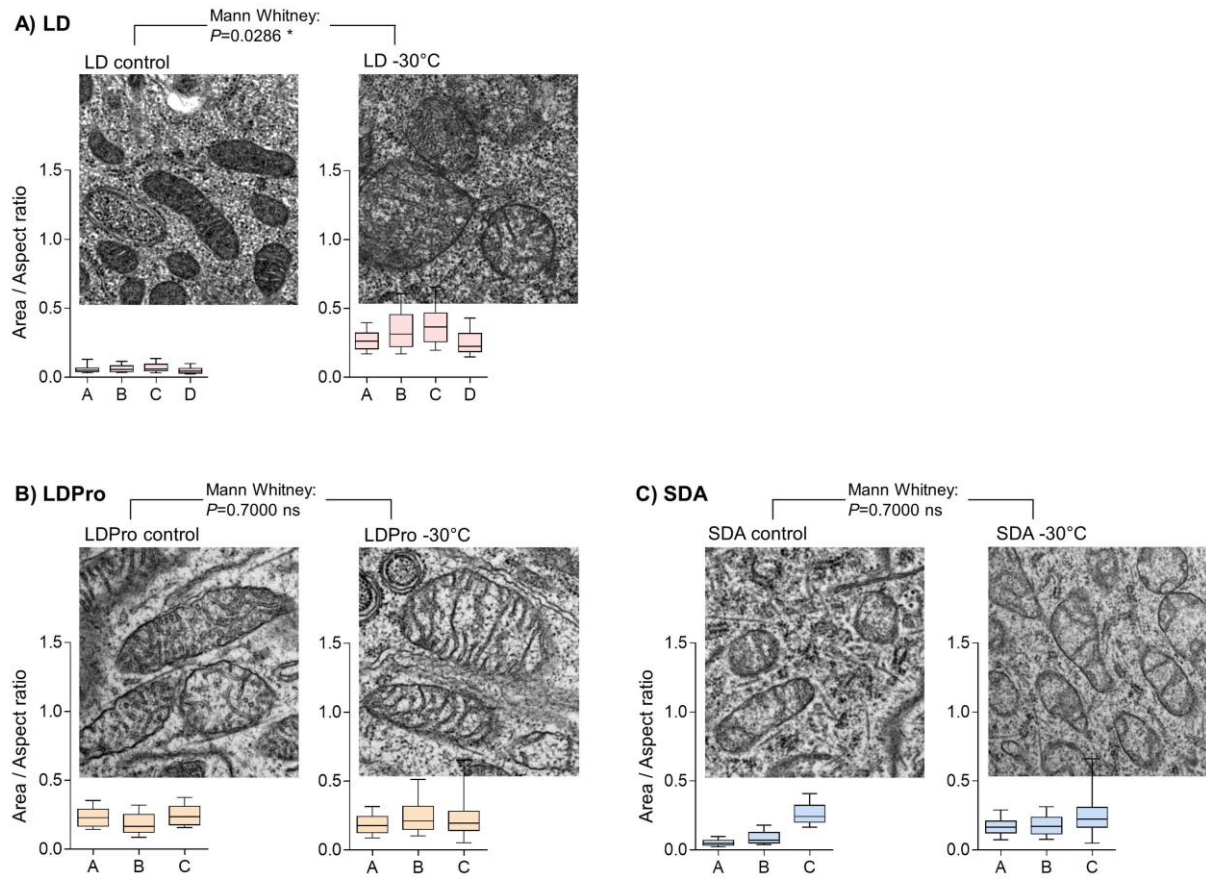 A) LD
Mann Whitney:
P=0.0286 *
LD control
LD -30°C
Area / Aspect ratio
1.5
1.0
0.5
0.0
A B C D
1.5
1.0
0.5
0.0
A B C D
B) LDPro
Mann Whitney:
P=0.7000 ns
LDPro control
LDPro -30°C
Area / Aspect ratio
1.5
1.0
0.5
0.0
A B C
1.5
1.0
0.5
0.0
A B C
C) SDA
Mann Whitney:
P=0.7000 ns
SDA control
SDA -30°C
Area / Aspect ratio
1.5
1.0
0.5
0.0
A B C
1.5
1.0
0.5
0.0
A B C